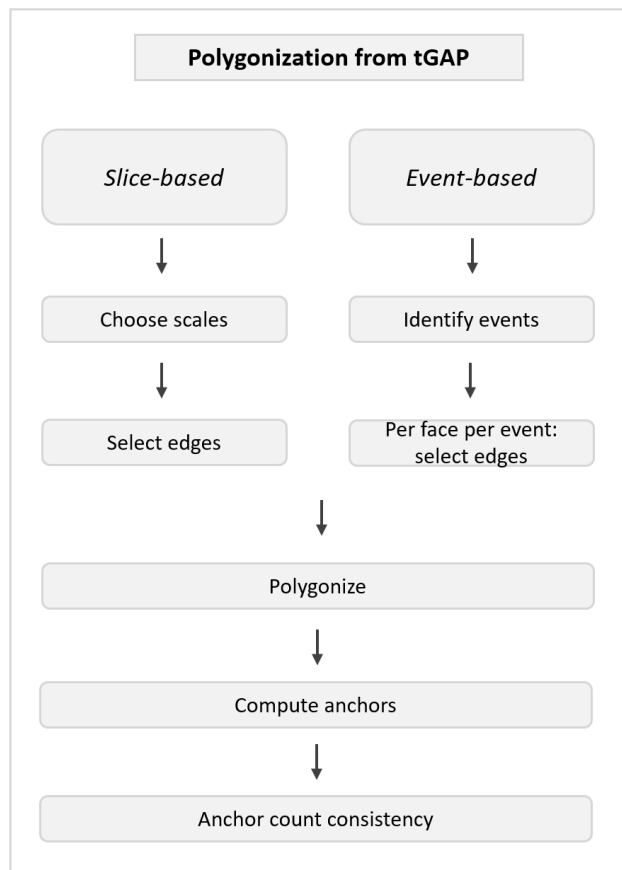 Polygonization from tGAP
Slice-based
Event-based
Choose scales
Identify events
Select edges
Per face per event:
select edges
Polygonize
Compute anchors
Anchor count consistency